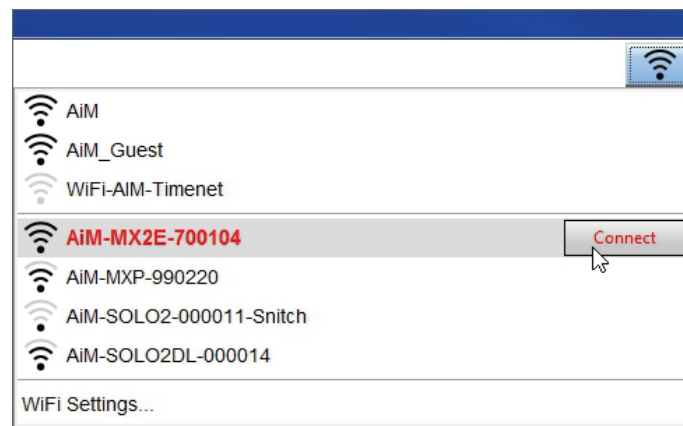 AiM
AiM_Guest
WiFi-AIM-Timenet
AiM-MX2E-700104 Connect
AiM-MXP-990220
AiM-SOLO2-000011-Snitch
AiM-SOLO2DL-000014
WiFi Settings...